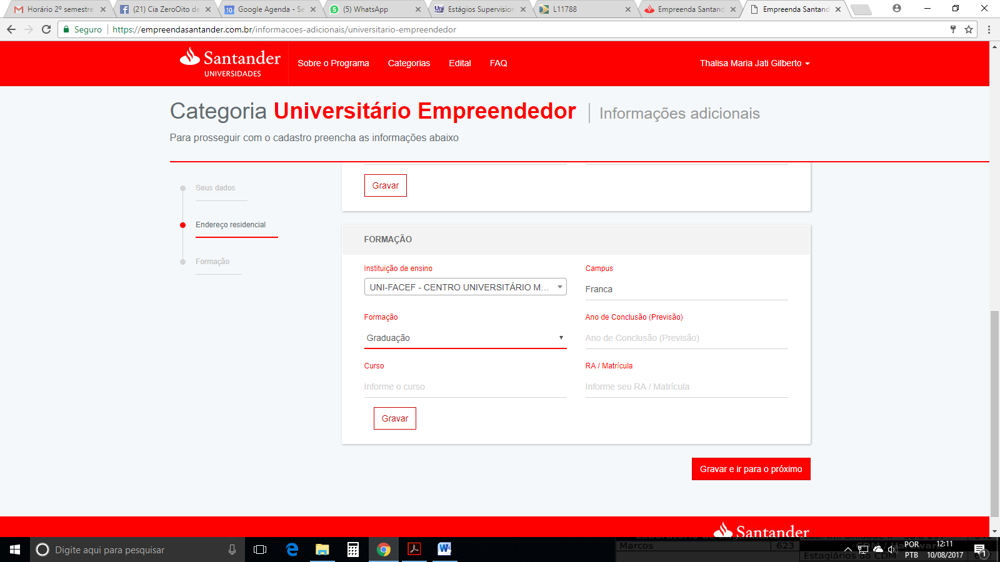 Horário 2º semestre
(21) Cia ZeroOito de
Google Agenda - Se
(5) WhatsApp
Estágios Supervision
L11788
Empreenda Santand
Empreenda Santand
Seguro
https://empreendasantander.com.br/informacoes-adicionais/universitario-empreendedor
Santander
UNIVERSIDADES
Sobre o Programa
Categorias
Edital
FAQ
Thalisa Maria Jati Gilberto
Categoria Universitário Empreendedor
Informações adicionais
Para prosseguir com o cadastro preencha as informações abaixo
Seus dados
Endereço residencial
Formação
Gravar
FORMAÇÃO
Instituição de ensino
Campus
UNI-FACEF - CENTRO UNIVERSITÁRIO M...
Franca
Formação
Ano de Conclusão (Previsão)
Graduação
Ano de Conclusão (Previsão)
Curso
RA / Matrícula
Informe o curso
Informe seu RA / Matrícula
Gravar
Gravar e ir para o próximo
Santander
Digite aqui para pesquisar
Marcos
623
Estagiários da CDM
POR
PTB
12:11
10/08/2017
1